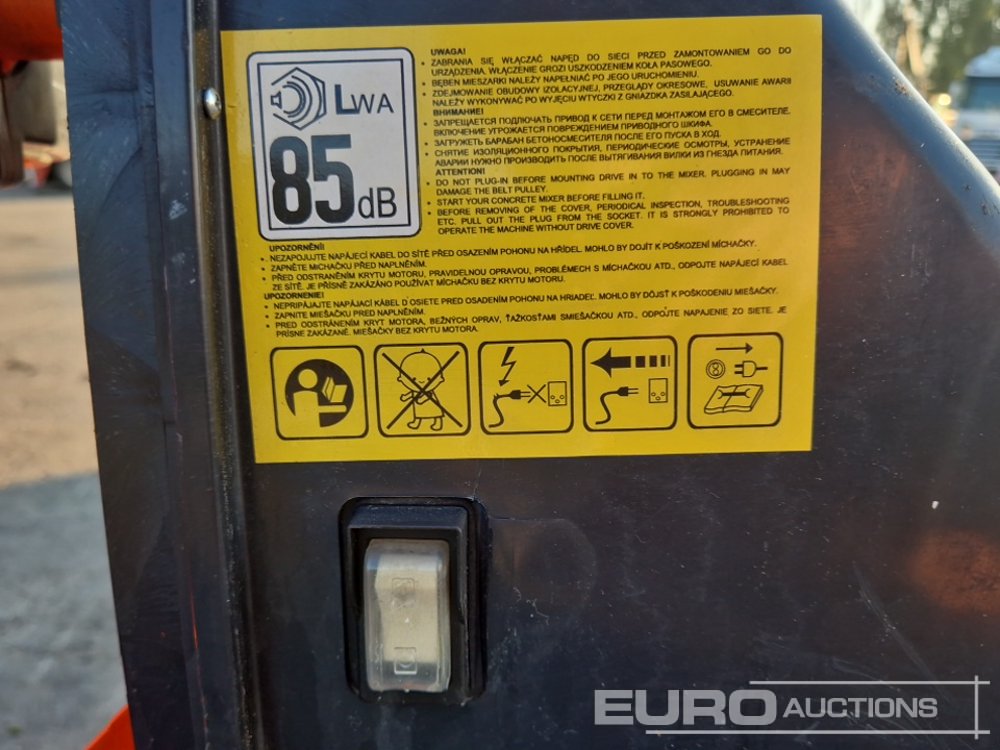 LWA
85dB
UWAGA!
• ZABRANIA SIĘ WŁĄCZAĆ NAPĘD DO SIECI PRZED ZAMONTOWANIEM GO DO
URZĄDZENIA. WŁĄCZENIE GROZI USZKODZENIEM KOŁA PASOWEGO.
• BĘBEN MIESZARKI NALEŻY NAPEŁNIAĆ PO JEGO URUCHOMIENIU.
• ZDEJMOWANIE OBUDOWY IZOLACYJNEJ, PRZEGLĄDY OKRESOWE, USUWANIE AWARII
NALEŻY WYKONYWAĆ PO WYJĘCIU WTYCZKI Z GNIAZDKA ZASILAJĄCEGO.
ВНИМАНИЕ!
• ЗАПРЕЩАЕТСЯ ПОДЛЮЧАТЬ ПРИВОД К СЕТИ ПЕРЕД МОНТАЖОМ ЕГО В СМЕСИТЕЛЕ.
ВКЛЮЧЕНИЕ УГРОЖАЕТСЯ ПОВРЕЖДЕНИЕМ ПРИВОДНОГО ШКИФА.
• ЗАГРУЖЕТЬ БАРАБАН БЕТОНОСМЕСИТЕЛЯ ПОСЛЕ ЕГО ПУСКА В ХОД.
• СНЯТИЕ ИЗОЛЯЦИОННОГО ПОКРЫТИЯ, ПЕРИОДИЧЕСКИЕ ОСМОТРЫ, УСТРАНЕНИЕ
АВАРИИ НУЖНО ПРОИЗВОДИТЬ ПОСЛЕ ВЫТЯГИВАНИЯ ВИЛКИ ИЗ ГНЕЗДА ПИТАНИЯ.
ATTENTION!
• DO NOT PLUG-IN BEFORE MOUNTING DRIVE IN TO THE MIXER. PLUGGING IN MAY
DAMAGE THE BELT PULLEY.
• START YOUR CONCRETE MIXER BEFORE FILLING IT.
• BEFORE REMOVING OF THE COVER, PERIODICAL INSPECTION, TROUBLESHOOTING
ETC. PULL OUT THE PLUG FROM THE SOCKET. IT IS STRONGLY PROHIBITED TO
OPERATE THE MACHINE WITHOUT DRIVE COVER.
UPOZORNĚNÍ!
• NEZAPOJUJTE NAPÁJECÍ KABEL DO SÍTĚ PŘED OSAZENÍM POHONU NA HŘÍDEL. MOHLO BY DOJÍT K POŠKOZENÍ MÍCHAČKY.
• ZAPNĚTE MICHAČKU PŘED NAPLNĚNÍM.
• PŘED ODSTRANĚNÍM KRYTU MOTORU, PRAVIDELNOU OPRAVOU, PROBLÉMECH S MÍCHAČKOU ATD., ODPOJTE NAPÁJECÍ KABEL
ZE SÍTĚ. JE PŘÍSNĚ ZAKÁZÁNO POUŽÍVAT MÍCHAČKU BEZ KRYTU MOTORU.
UPOZORNENIE!
• NEPRIPÁJAJTE NAPÁJACÍ KÁBEL D'OSIETE PRED OSADENÍM POHONU NA HRIADEĽ. MOHLO BY DÔJSŤ K POŠKODENIU MIEŠAČKY.
• ZAPNITE MIEŠAČKU PRED NAPLNENÍM.
• PRED ODSTRÁNENÍM KRYT MOTORA, BEŽNÝCH OPRAV, ŤAŽKOSŤAMI SMIEŠAČKOU ATD., ODPOJTE NAPAJENIE ZO SIETE. JE
PRÍSNE ZAKÁZANÉ. MIEŠAČKY BEZ KRYTU MOTORA.
EURO AUCTIONS